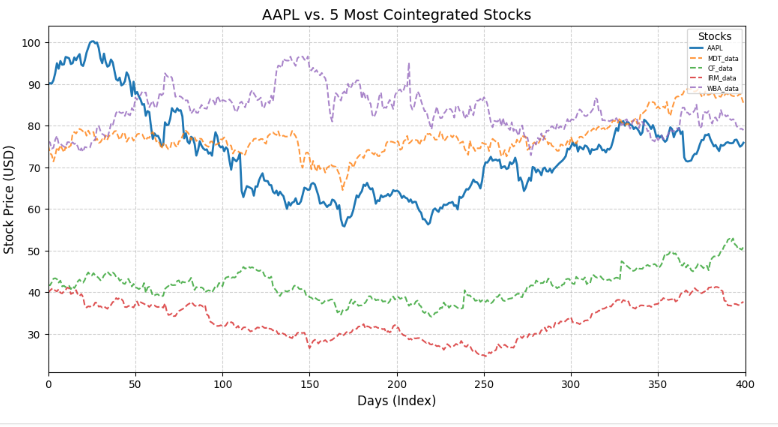 AAPL vs. 5 Most Cointegrated Stocks
Stocks
AAPL
MDT_data
CF_data
IRM_data
WBA_data
Stock Price (USD)
100
90
80
70
60
50
40
30
0 50 100 150 200 250 300 350 400
Days (Index)